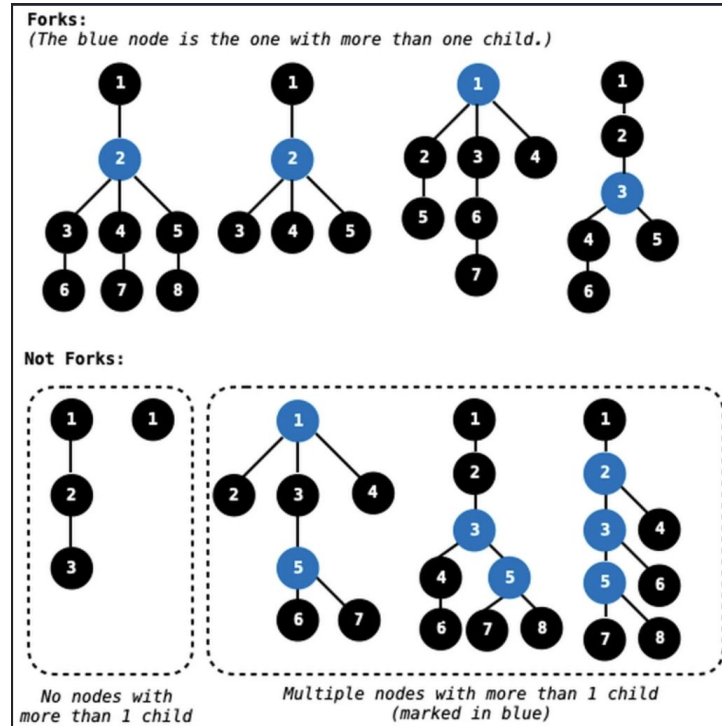 Forks:
(The blue node is the one with more than one child.)
1 1 1 1
2
2 2 2 3 4
3
3 4 5 3 4 5 5 6 4 5
6 7 8 7 6
Not Forks:
1 1 1 1 1
2
2 2 3 4
3 3 4
3 5 4 5 5 6
6 7 6 7 8 7 8
No nodes with
more than 1 child
Multiple nodes with more than 1 child
(marked in blue)